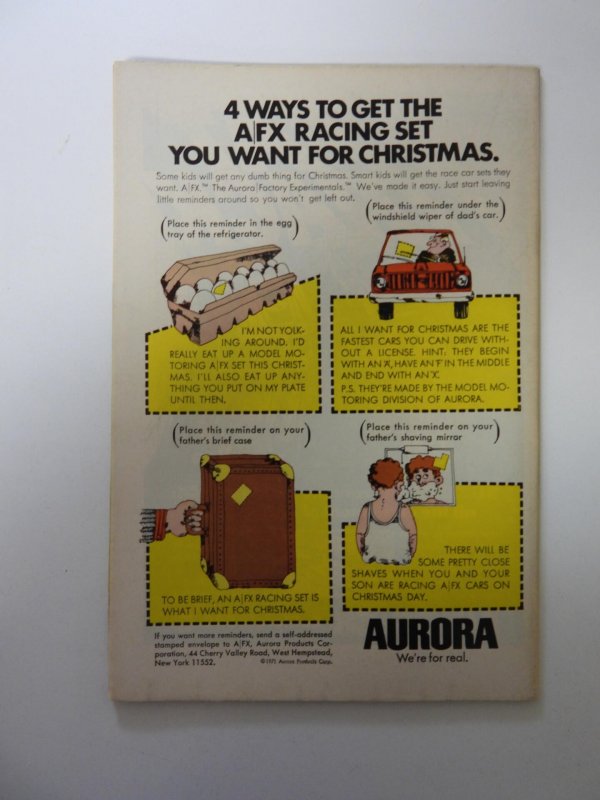 4 WAYS TO GET THE
A|FX RACING SET
YOU WANT FOR CHRISTMAS.
Some kids will get any dumb thing for Christmas. Smart kids will get the race car sets they
want. A|FX.™ The Aurora Factory Experimentals.™ We've made it easy. Just start leaving
little reminders around so you won't get left out.
(Place this reminder in the egg
tray of the refrigerator.)
I'M NOT YOLK-
ING AROUND. I'D
REALLY EAT UP A MODEL MO-
TORING A|FX SET THIS CHRIST-
MAS. I'LL ALSO EAT UP ANY-
THING YOU PUT ON MY PLATE
UNTIL THEN.
(Place this reminder under the
windshield wiper of dad's car.)
ALL I WANT FOR CHRISTMAS ARE THE
FASTEST CARS YOU CAN DRIVE WITH-
OUT A LICENSE. HINT. THEY BEGIN
WITH AN 'A', HAVE AN 'F' IN THE MIDDLE
AND END WITH AN 'X'.
P.S. THEY'RE MADE BY THE MODEL MO-
TORING DIVISION OF AURORA.
(Place this reminder on your
father's brief case)
TO BE BRIEF, AN A|FX RACING SET IS
WHAT I WANT FOR CHRISTMAS.
(Place this reminder on your
father's shaving mirror)
THERE WILL BE
SOME PRETTY CLOSE
SHAVES WHEN YOU AND YOUR
SON ARE RACING A|FX CARS ON
CHRISTMAS DAY.
If you want more reminders, send a self-addressed
stamped envelope to A|FX, Aurora Products Cor-
poration, 44 Cherry Valley Road, West Hempstead,
New York 11552. ©1971 Aurora Products Corp.
AURORA
We're for real.